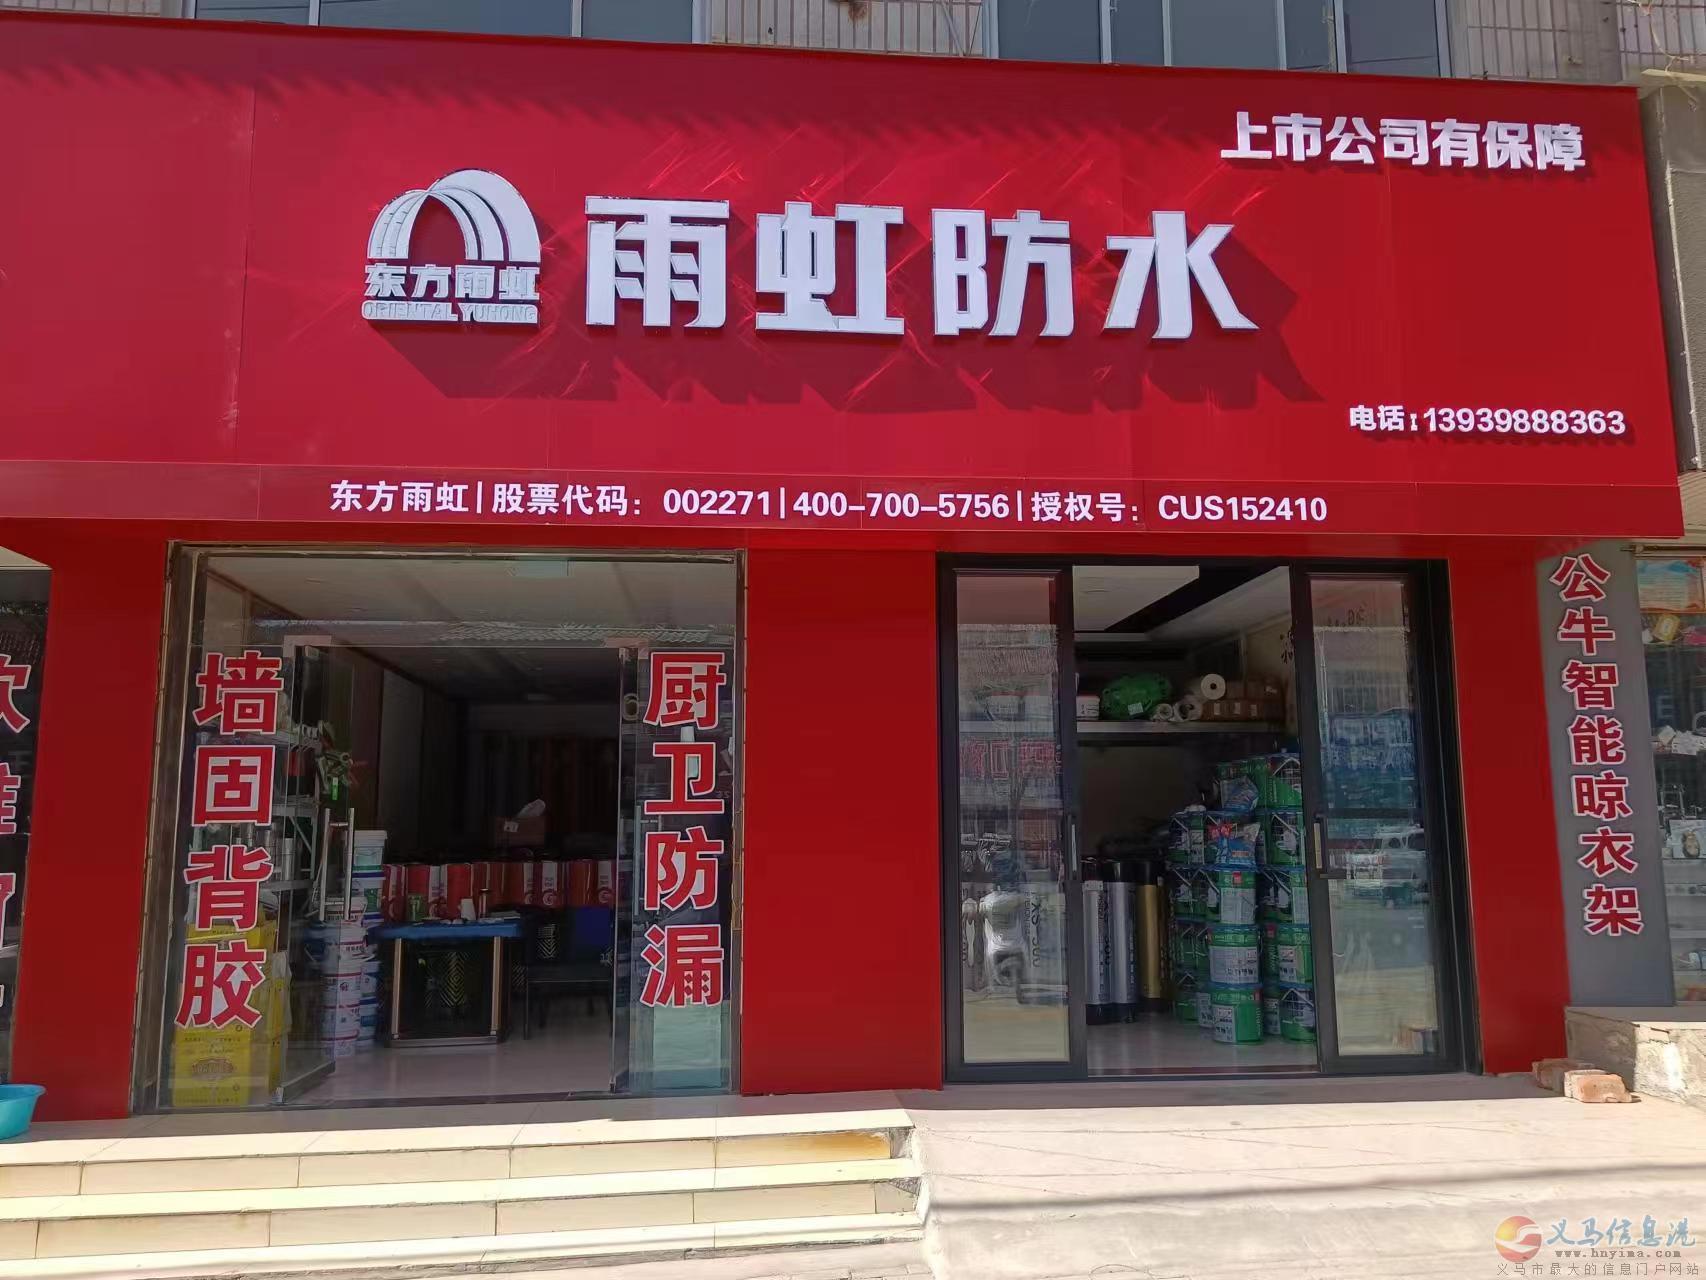 上市公司有保障
东方雨虹
ORIENTAL YUHONG
雨虹防水
电话:13939888363
东方雨虹|股票代码：002271|400-700-5756|授权号：CUS152410
墙固背胶
厨卫防漏
公牛智能晾衣架
义马信息港
www.hnyima.com
义马市最大的信息门户网站